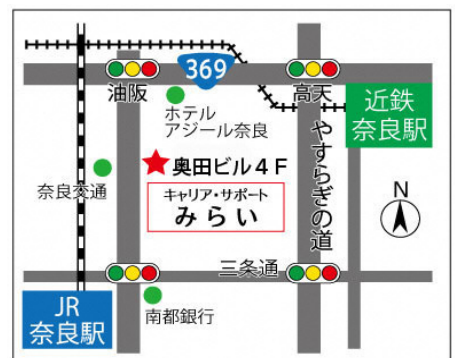 369
油阪
高天
近鉄
奈良駅
ホテル
アジール奈良
やすらぎの道
奥田ビル4F
奈良交通
キャリア・サポート
みらい
N
三条通
JR
奈良駅
南都銀行